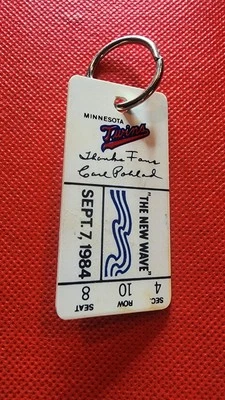 MINNESOTA
Twins
Thanks Fans
Carl Pohlad
"THE NEW WAVE"
SEPT. 7, 1984
SEC. ROW SEAT
4 10 8